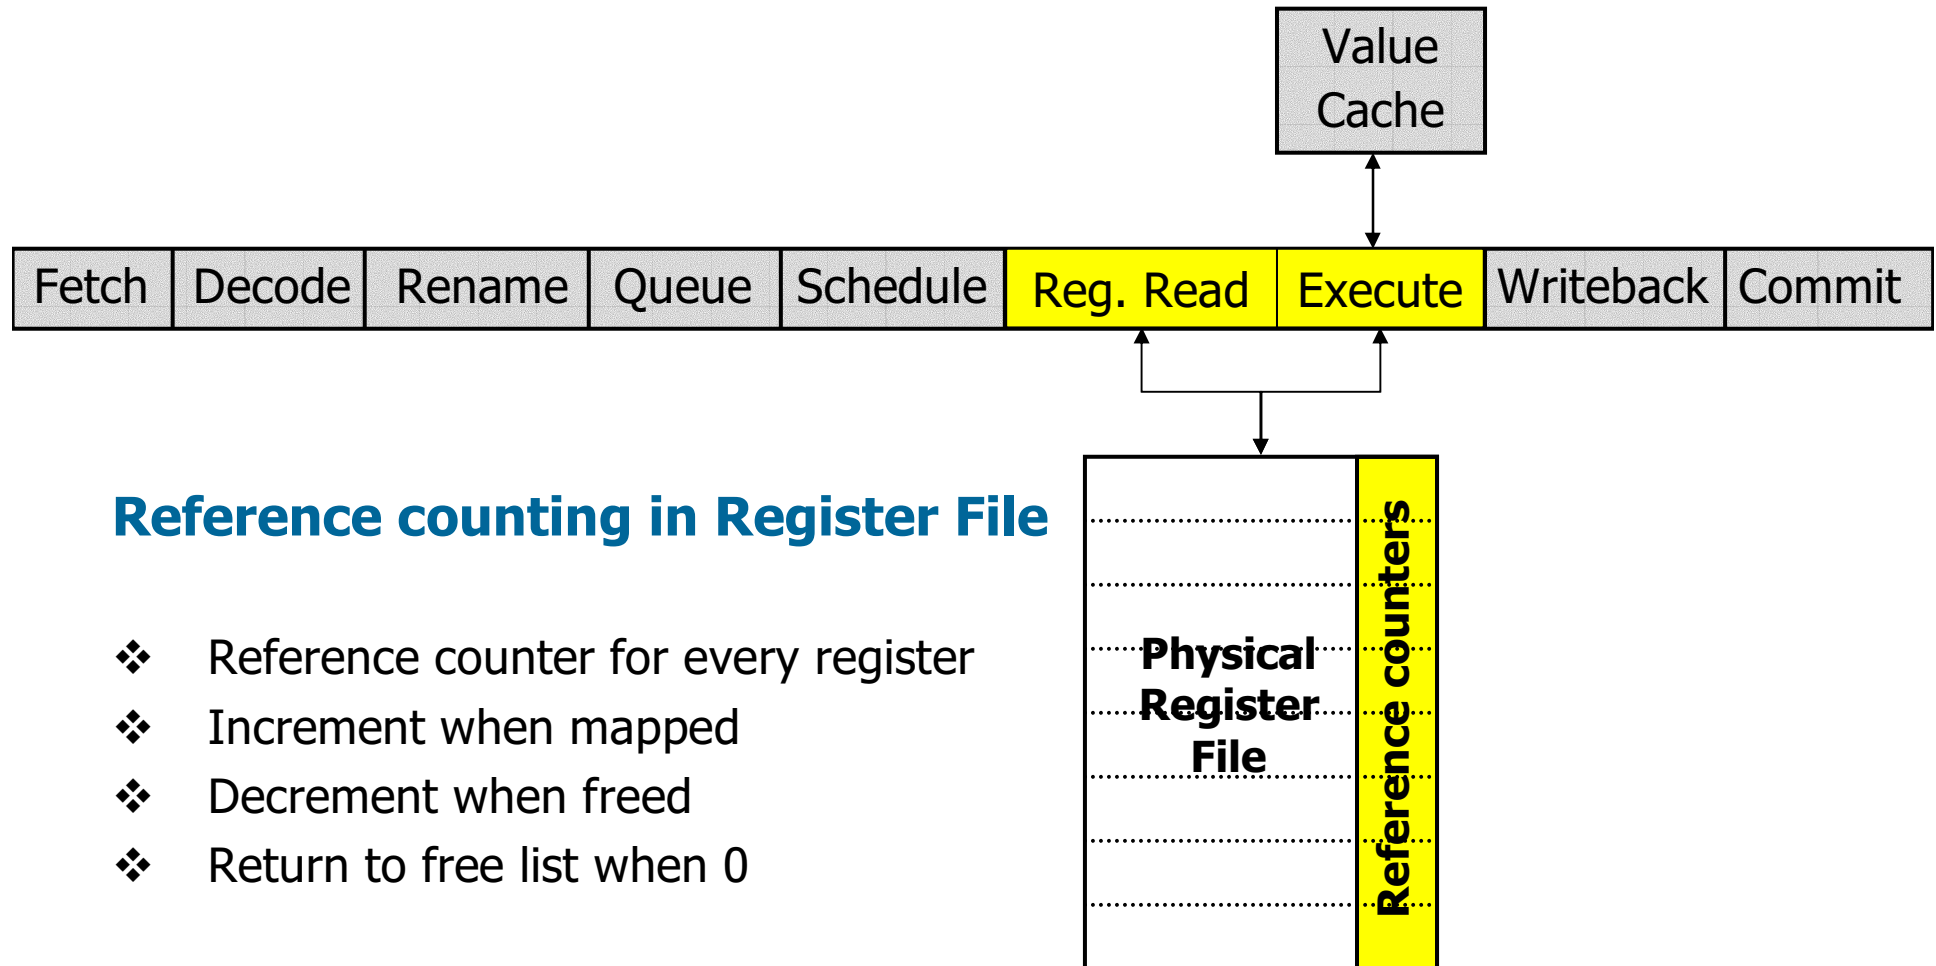 Value
Cache
Fetch Decode Rename Queue Schedule Reg. Read Execute Writeback Commit
Reference counting in Register File
❖ Reference counter for every register
❖ Increment when mapped
❖ Decrement when freed
❖ Return to free list when 0
Physical
Register
File
Reference counters